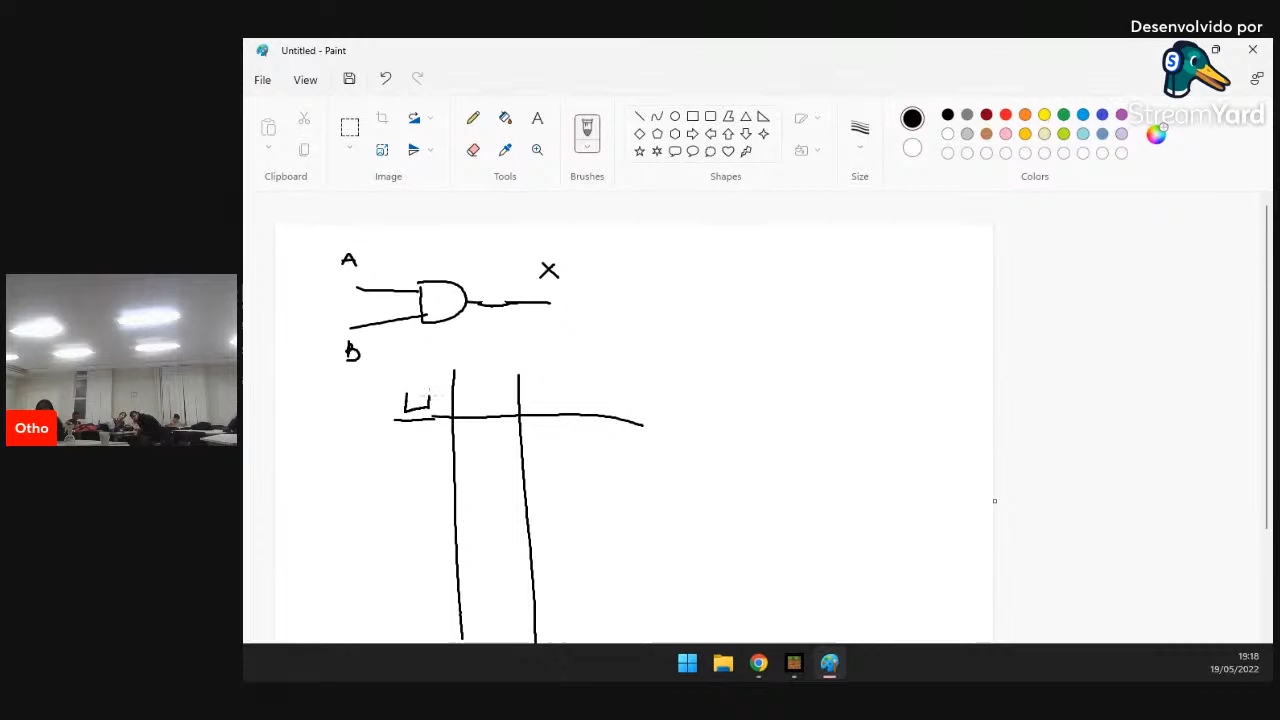 Desenvolvido por
Untitled - Paint
S
StreamYard
File
View
A
Clipboard
Image
Tools
Brushes
Shapes
Size
Colors
A
X
B
Otho
19:18
19/05/2022